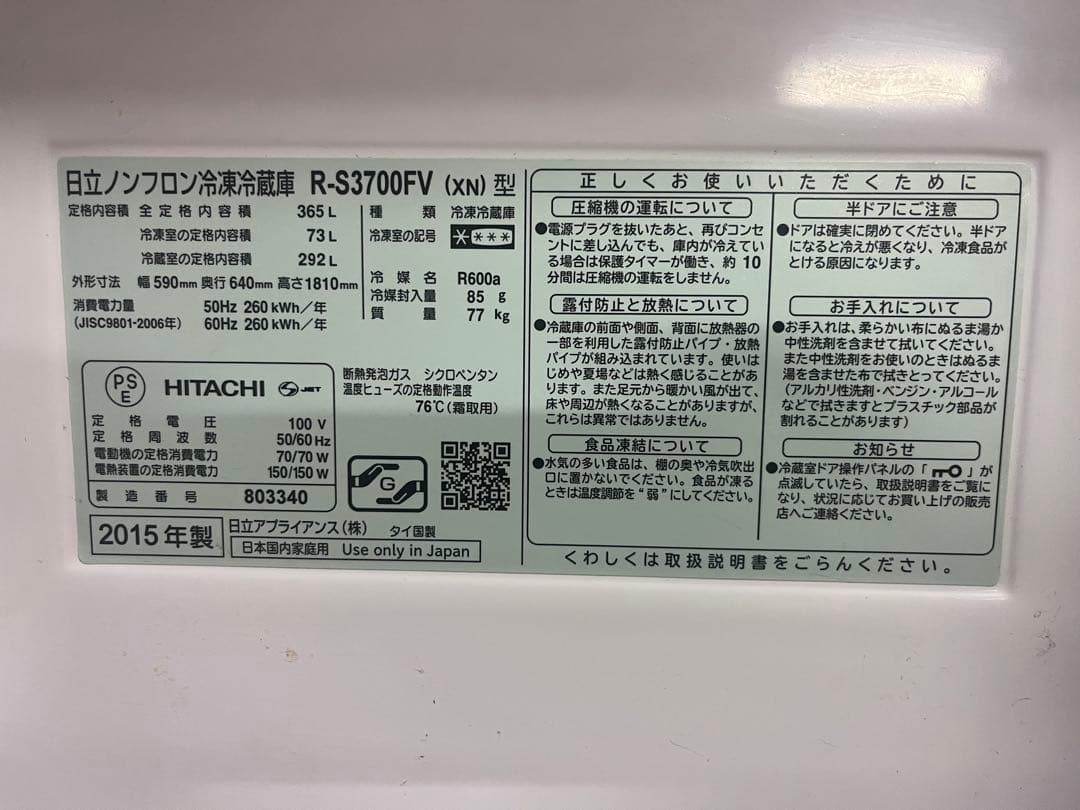 日立ノンフロン冷凍冷蔵庫 R-S3700FV (XN) 型
定格内容積 全定格内容積 365 L
冷凍室の定格内容積 73 L
冷蔵室の定格内容積 292 L
外形寸法 幅590mm 奥行640mm 高さ1810mm
消費電力量 50Hz 260 kWh/年
(JISC9801-2006年) 60Hz 260 kWh/年
種類 冷凍冷蔵庫
冷凍室の記号 ****
冷媒名 R600a
冷媒封入量 85 g
質量 77 kg
PSE HITACHI S-JET
定格電圧 100 V
定格周波数 50/60Hz
電動機の定格消費電力 70/70 W
電熱装置の定格消費電力 150/150 W
製造番号 803340
断熱発泡ガス シクロペンタン
温度ヒューズの定格動作温度
76℃(霜取用)
G
2015年製
日立アプライアンス(株) タイ国製
日本国内家庭用 Use only in Japan
正しくお使いいただくために
圧縮機の運転について
●電源プラグを抜いたあと、再びコンセ
ントに差し込んでも、庫内が冷えてい
る場合は保護タイマーが働き、約10
分間は圧縮機の運転をしません。
露付防止と放熱について
●冷蔵庫の前面や側面、背面に放熱器の
一部を利用した露付防止パイプ・放熱
パイプが組み込まれています。使いは
じめや夏場などは熱く感じることがあ
ります。また足元から暖かい風が出て、
床や周辺が熱くなることがありますが、
これらは異常ではありません。
食品凍結について
●水気の多い食品は、棚の奥や冷気吹出
口に置かないでください。食品が凍る
ときは温度調節を“弱”にしてください。
半ドアにご注意
●ドアは確実に閉めてください。半ドア
になると冷えが悪くなり、冷凍食品が
とける原因になります。
お手入れについて
●お手入れは、柔らかい布にぬるま湯か
中性洗剤を含ませて拭いてください。
また中性洗剤をお使いのときはぬるま
湯を含ませた布で拭きとってください。
(アルカリ性洗剤・ベンジン・アルコール
などで拭きますとプラスチック部品が
割れることがあります。)
お知らせ
●冷蔵室ドア操作パネルの「 」が
点滅していたら、取扱説明書をご覧に
なり、状況に応じてお買い上げの販売
店へご連絡ください。
くわしくは取扱説明書をごらんください。